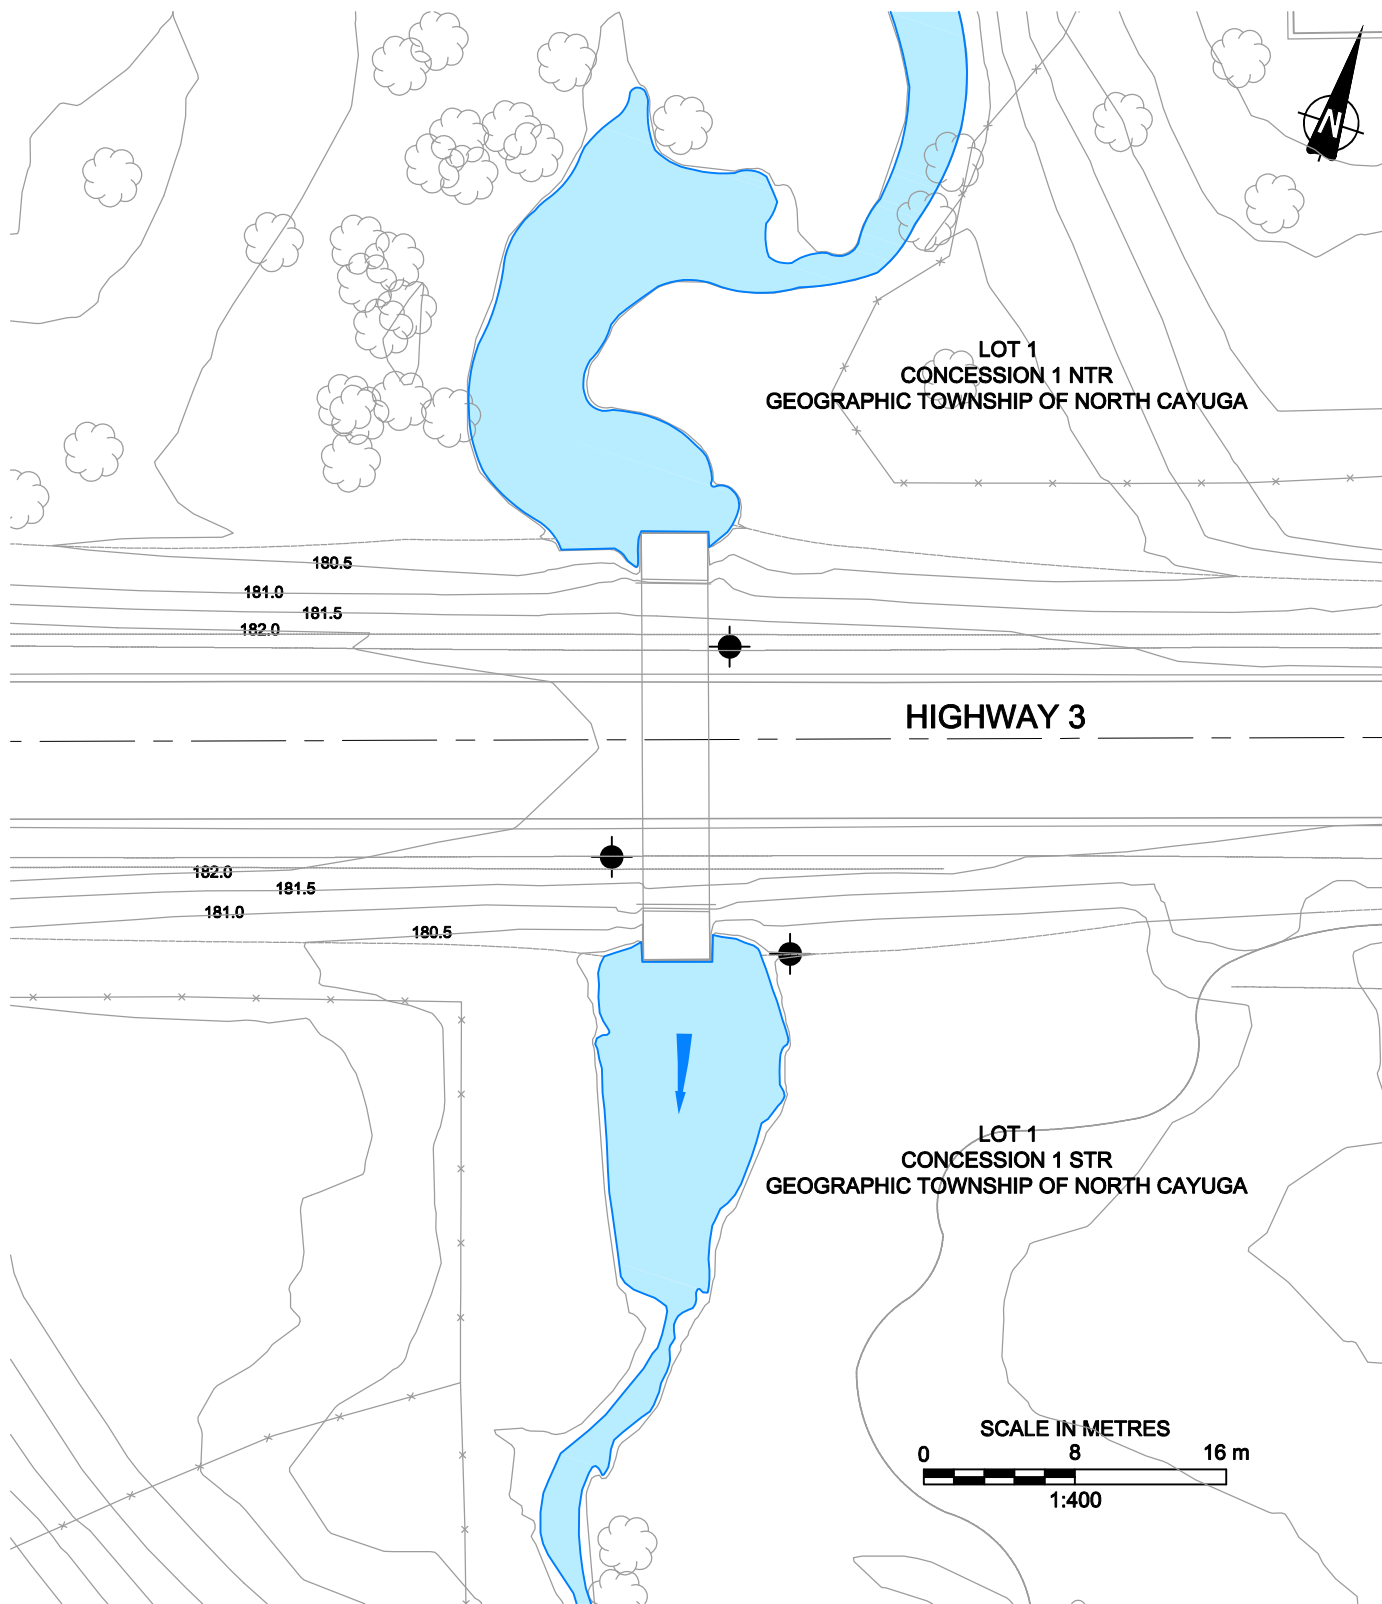 N
LOT 1
CONCESSION 1 NTR
GEOGRAPHIC TOWNSHIP OF NORTH CAYUGA
180.5
181.0
181.5
182.0
HIGHWAY 3
182.0
181.5
181.0
180.5
LOT 1
CONCESSION 1 STR
GEOGRAPHIC TOWNSHIP OF NORTH CAYUGA
SCALE IN METRES
0 8 16 m
1:400